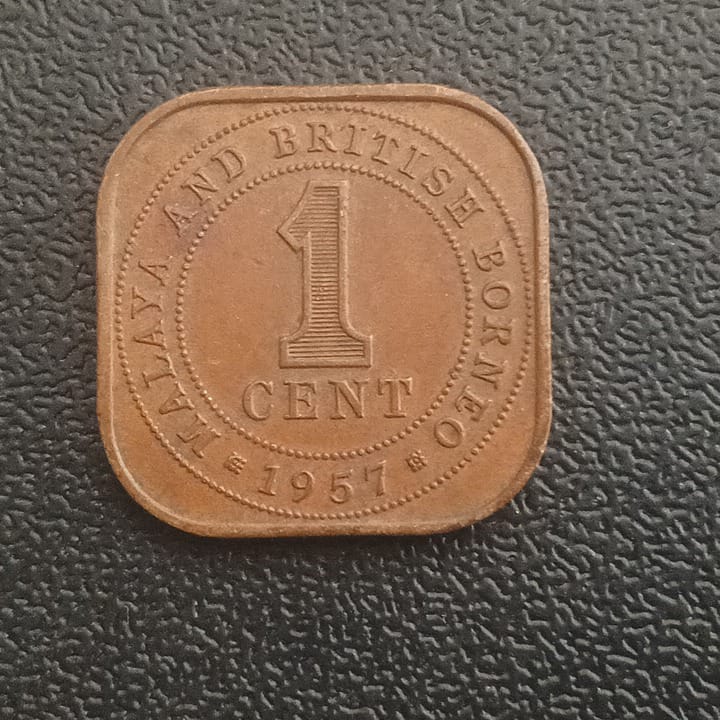 MALAYA AND BRITISH BORNEO
1
CENT
1957